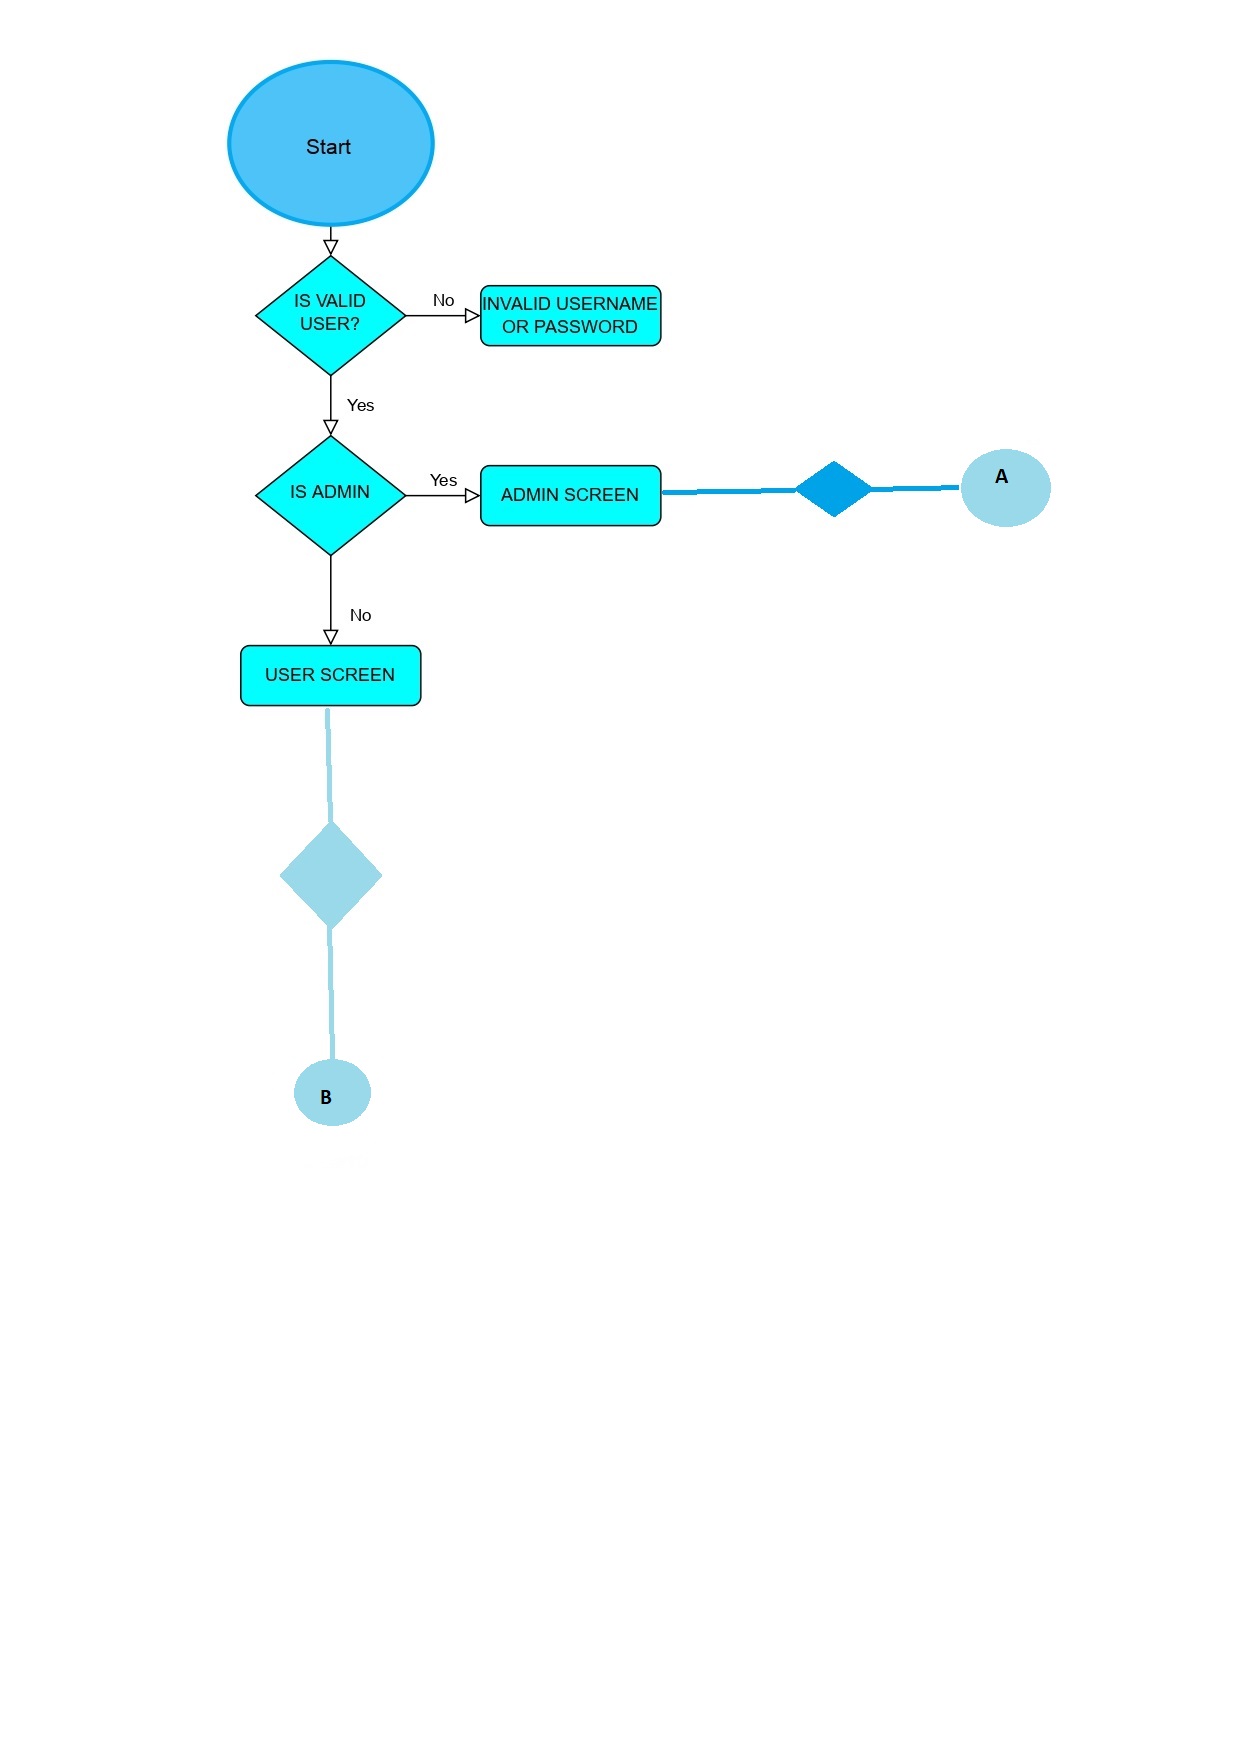 Start
IS VALID
USER?
No
INVALID USERNAME
OR PASSWORD
Yes
IS ADMIN
Yes
ADMIN SCREEN
A
No
USER SCREEN
B